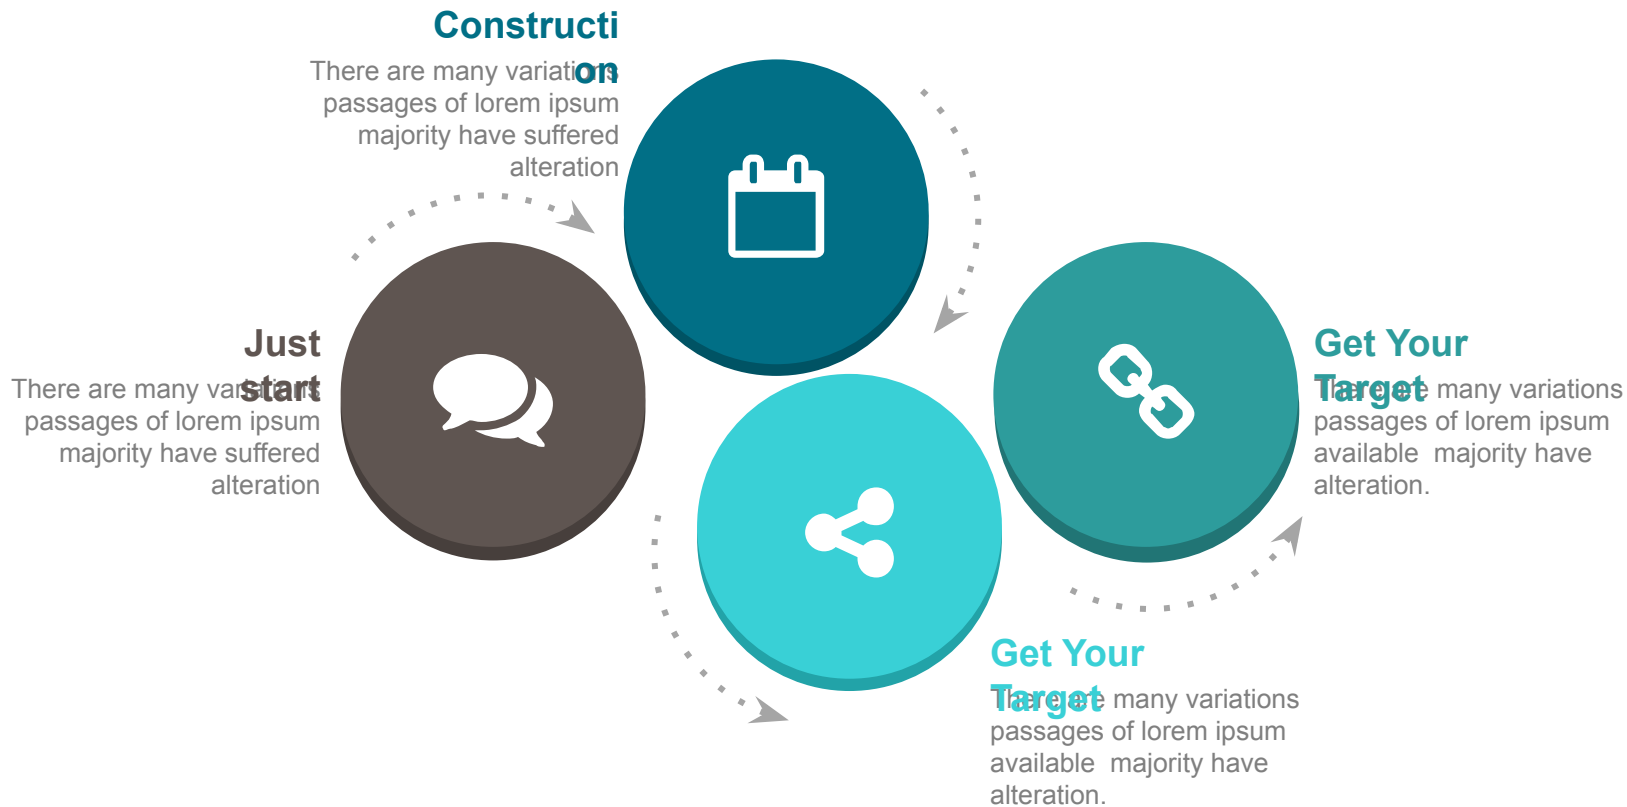 Constructi
on
There are many variations
passages of lorem ipsum
majority have suffered
alteration
Just
start
There are many variations
passages of lorem ipsum
majority have suffered
alteration
Get Your
Target
There are many variations
passages of lorem ipsum
available  majority have
alteration.
Get Your
Target
There are many variations
passages of lorem ipsum
available  majority have
alteration.